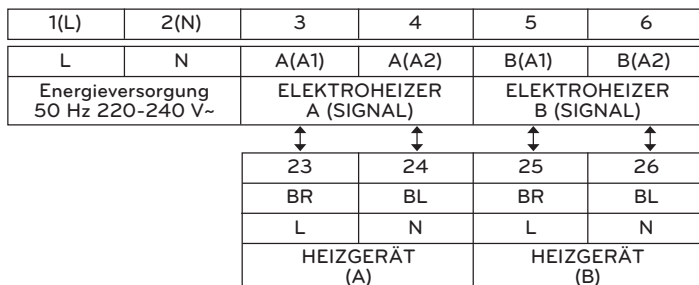 1(L) 2(N) 3 4 5 6
L N A(A1) A(A2) B(A1) B(A2)
Energieversorgung ELEKTROHEIZER ELEKTROHEIZER
50 Hz 220-240 V~ A (SIGNAL) B (SIGNAL)
23 24 25 26
BR BL BR BL
L N L N
HEIZGERÄT HEIZGERÄT
(A) (B)